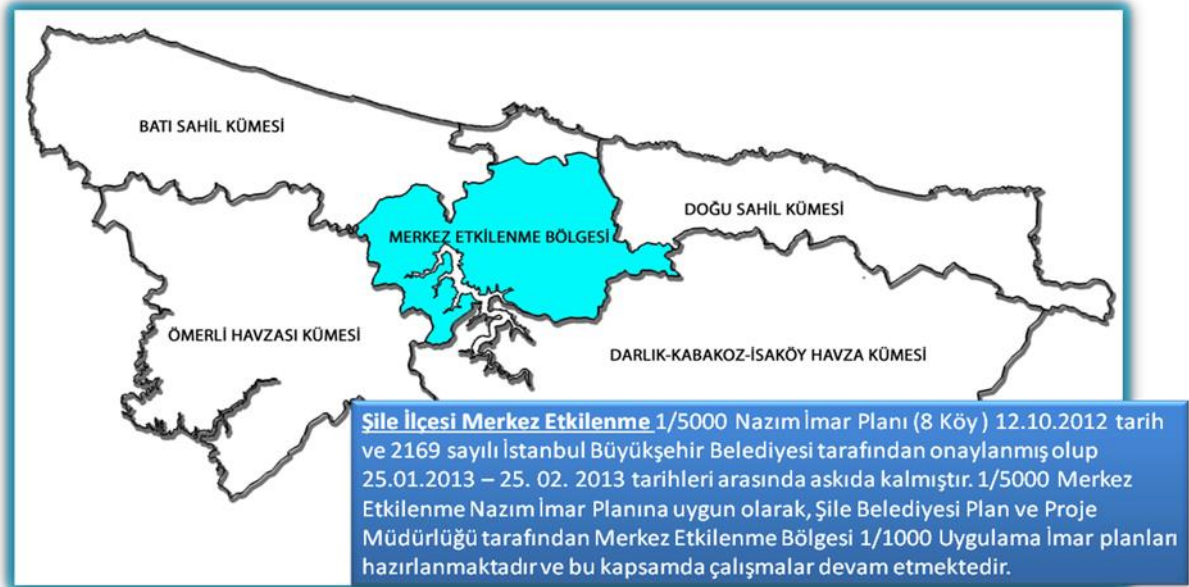 BATI SAHİL KÜMESİ
DOĞU SAHİL KÜMESİ
MERKEZ ETKİLENME BÖLGESİ
ÖMERLİ HAVZASI KÜMESİ
DARLIK-KABAKOZ-İSAKÖY HAVZA KÜMESİ
Şile İlçesi Merkez Etkilenme 1/5000 Nazım İmar Planı (8 Köy ) 12.10.2012 tarih
ve 2169 sayılı İstanbul Büyükşehir Belediyesi tarafından onaylanmış olup
25.01.2013 – 25. 02. 2013 tarihleri arasında askıda kalmıştır. 1/5000 Merkez
Etkilenme Nazım İmar Planına uygun olarak, Şile Belediyesi Plan ve Proje
Müdürlüğü tarafından Merkez Etkilenme Bölgesi 1/1000 Uygulama İmar planları
hazırlanmaktadır ve bu kapsamda çalışmalar devam etmektedir.